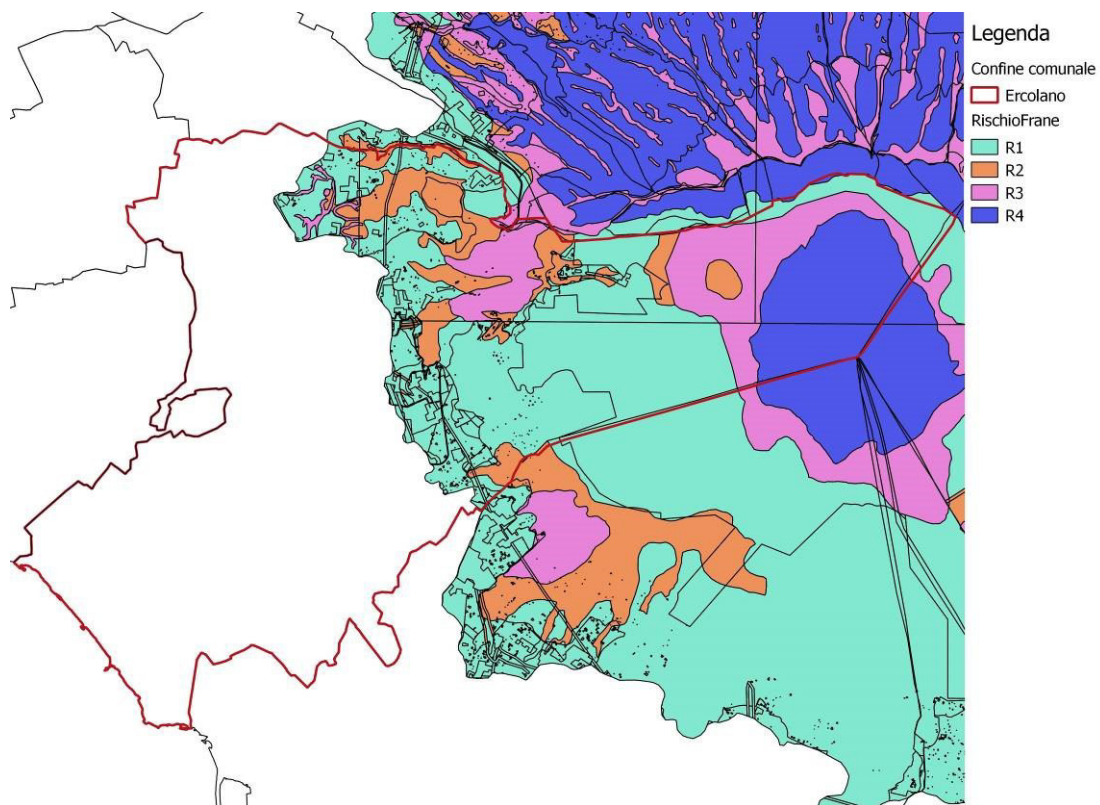 Legenda
Confine comunale
Ercolano
RischioFrane
R1
R2
R3
R4